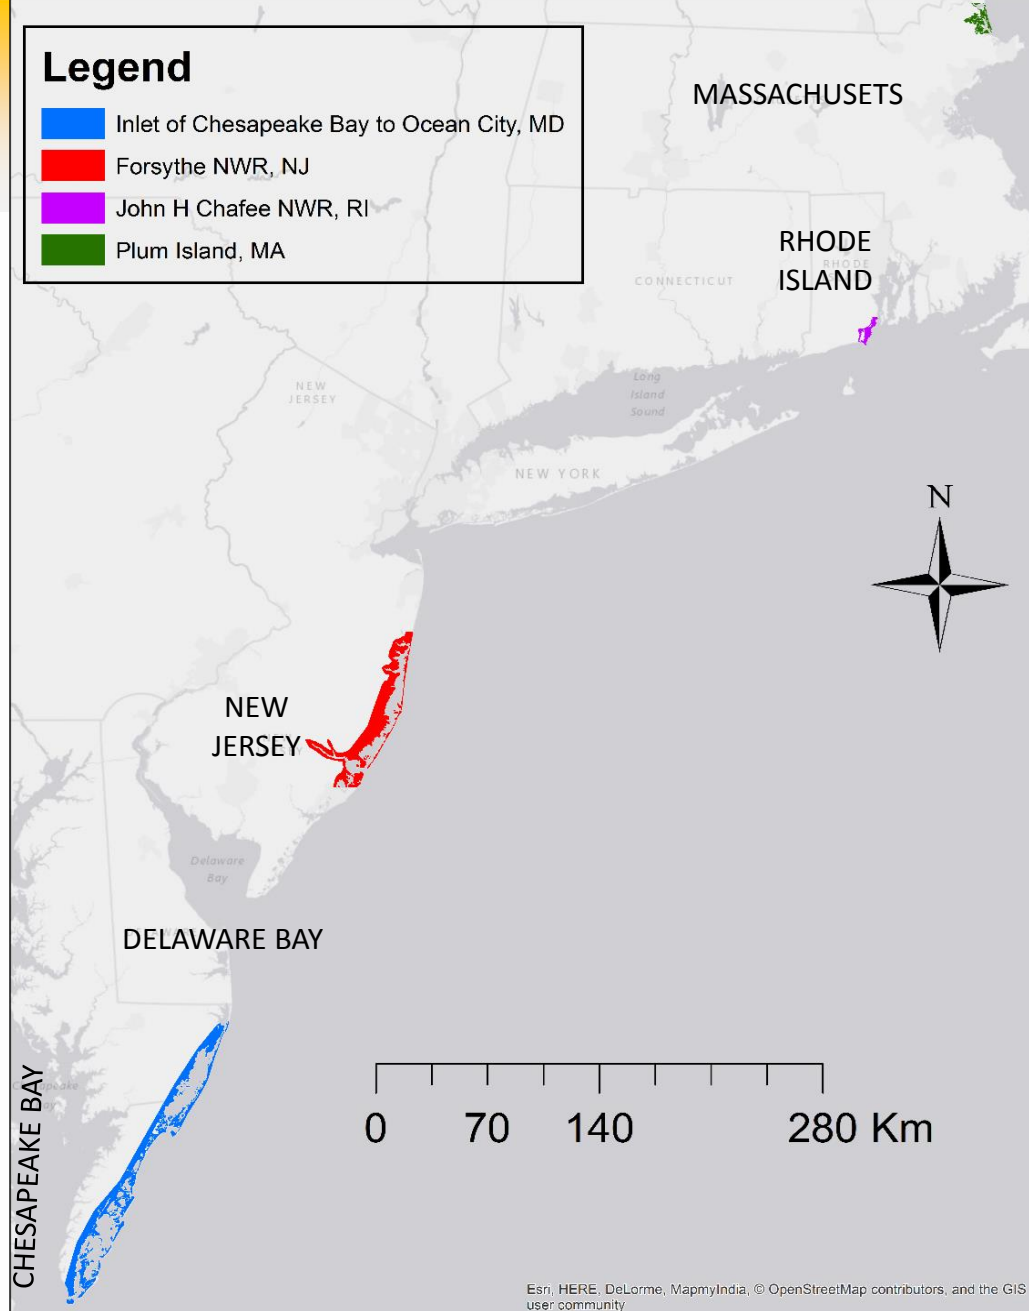 Legend
Inlet of Chesapeake Bay to Ocean City, MD
Forsythe NWR, NJ
John H Chafee NWR, RI
Plum Island, MA
MASSACHUSETS
RHODE
ISLAND
RHODE
CONNECTICUT
Long
Island
Sound
NEW
JERSEY
NEW YORK
N
NEW
JERSEY
Delaware
Bay
DELAWARE BAY
CHESAPEAKE BAY
0 70 140 280 Km
Esri, HERE, DeLorme, MapmyIndia, © OpenStreetMap contributors, and the GIS
user community